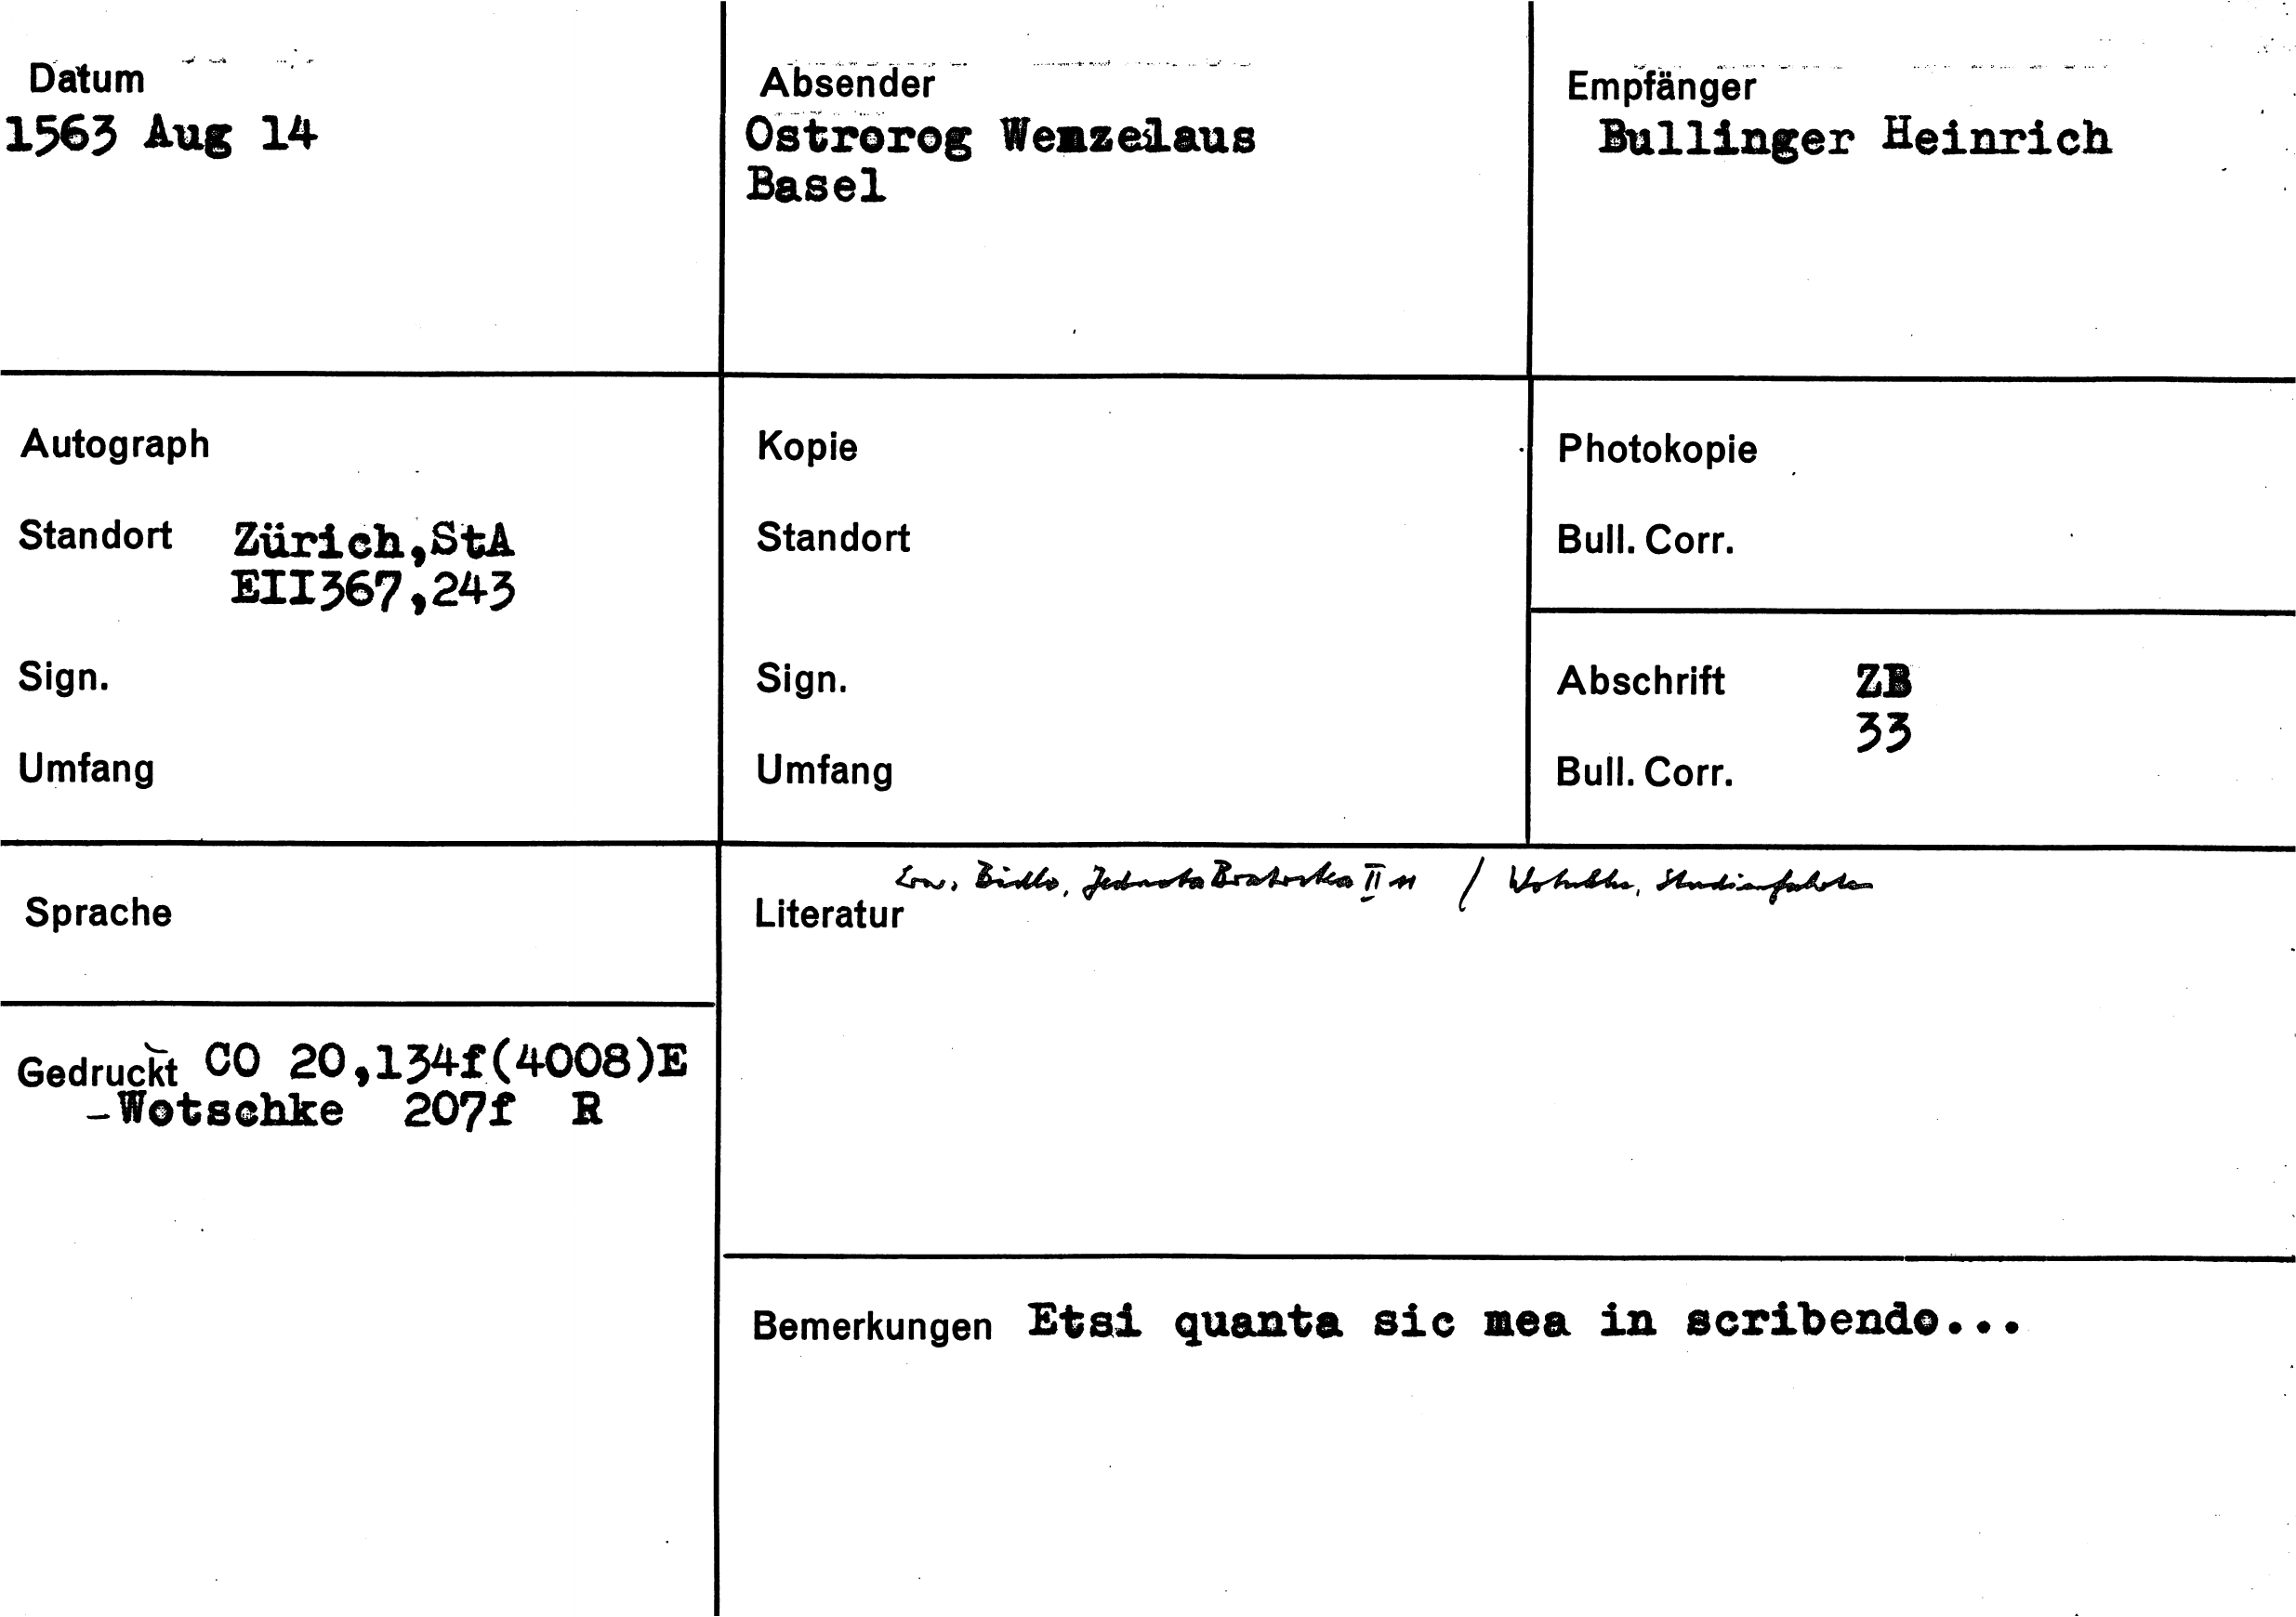 Datum
1563 Aug 14
Absender
Ostrorog Wenzelaus
Basel
Empfänger
Bullinger Heinrich
Autograph
Standort Zürich,StA
EII367,243
Sign.
Umfang
Kopie
Standort
Sign.
Umfang
Photokopie
Bull. Corr.
Abschrift ZB
33
Bull. Corr.
Sprache
Gedruckt CO 20,134f(4008)E
-Wotschke 207f R
Erw. Bidlo, Jednota Bratrska II 11 / Wotschke, Studienfahrten
Literatur
Bemerkungen Etsi quanta sic mea in scribendo...